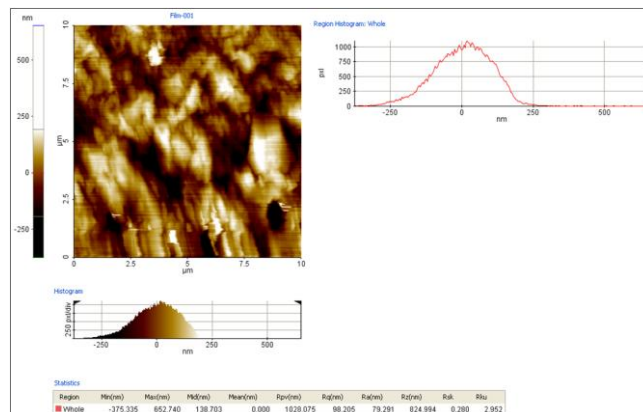 nm
Film-001
Region Histogram: Whole
500
250
0
-250
10
7.5
5
2.5
0
µm
0
2.5
5
7.5
10
µm
1000
750
500
250
0
pxl
-250
0
250
500
nm
Histogram
250 pxl/div
-250
0
250
500
nm
Statistics
Region Min(nm) Max(nm) Mid(nm) Mean(nm) Rpv(nm) Rq(nm) Ra(nm) Rz(nm) Rsk Rku
Whole -375.335 652.740 138.703 0.000 1028.075 98.205 79.291 824.994 0.280 2.952